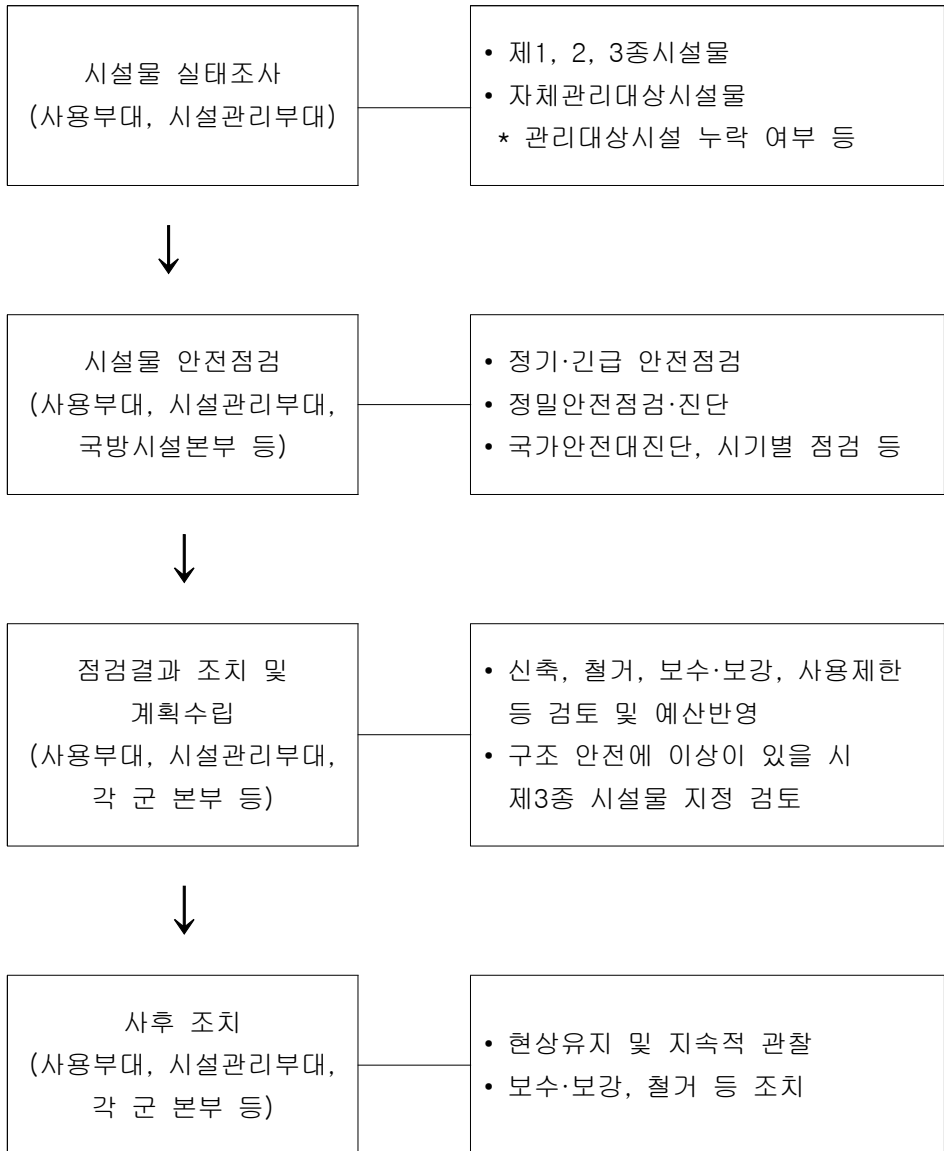 시설물 실태조사
(사용부대, 시설관리부대)
• 제1, 2, 3종시설물
• 자체관리대상시설물
* 관리대상시설 누락 여부 등
시설물 안전점검
(사용부대, 시설관리부대,
국방시설본부 등)
• 정기·긴급 안전점검
• 정밀안전점검·진단
• 국가안전대진단, 시기별 점검 등
점검결과 조치 및
계획수립
(사용부대, 시설관리부대,
각 군 본부 등)
• 신축, 철거, 보수·보강, 사용제한
등 검토 및 예산반영
• 구조 안전에 이상이 있을 시
제3종 시설물 지정 검토
사후 조치
(사용부대, 시설관리부대,
각 군 본부 등)
• 현상유지 및 지속적 관찰
• 보수·보강, 철거 등 조치